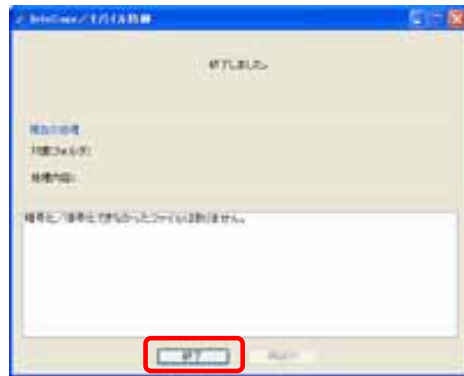 終了しました。
現在の処理
対象フォルダ:
処理内容:
暗号化/復号化できなかったファイルはありません。
終了